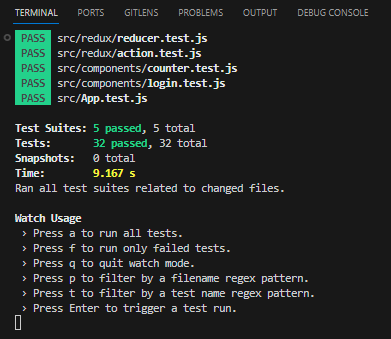 TERMINAL PORTS GITLENS PROBLEMS OUTPUT DEBUG CONSOLE
PASS src/redux/reducer.test.js
PASS src/redux/action.test.js
PASS src/components/counter.test.js
PASS src/components/login.test.js
PASS src/App.test.js
Test Suites: 5 passed, 5 total
Tests: 32 passed, 32 total
Snapshots: 0 total
Time: 9.167 s
Ran all test suites related to changed files.
Watch Usage
› Press a to run all tests.
› Press f to run only failed tests.
› Press q to quit watch mode.
› Press p to filter by a filename regex pattern.
› Press t to filter by a test name regex pattern.
› Press Enter to trigger a test run.